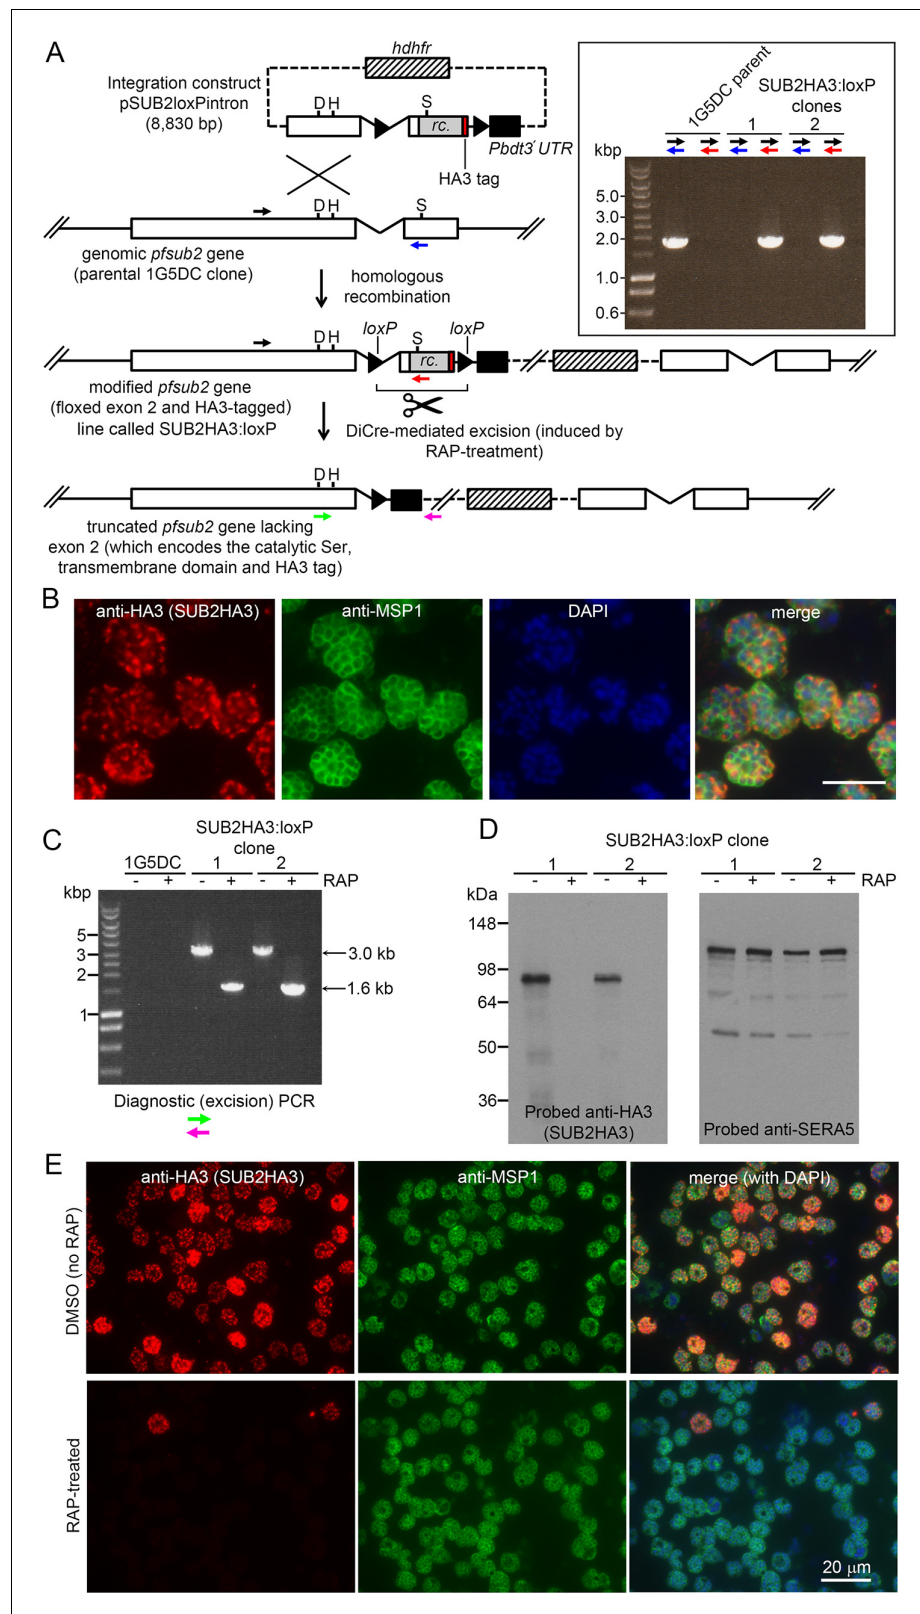 A
hdhfr
Integration construct
pSUB2loxPintron
(8,830 bp)
D H
S
rc.
Pbdt3′ UTR
HA3 tag
D H
S
genomic pfsub2 gene
(parental 1G5DC clone)
homologous
recombination
loxP
S
loxP
D H
rc.
modified pfsub2 gene
(floxed exon 2 and HA3-tagged)
line called SUB2HA3:loxP
DiCre-mediated excision (induced by
RAP-treatment)
D H
truncated pfsub2 gene lacking
exon 2 (which encodes the catalytic Ser,
transmembrane domain and HA3 tag)
1G5DC parent
SUB2HA3:loxP
clones
1
2
kbp
5.0
3.0
2.0
1.0
0.6
B
anti-HA3 (SUB2HA3)
anti-MSP1
DAPI
merge
C
SUB2HA3:loxP
clone
1G5DC
1
2
- + - + - + RAP
kbp
5
3
2
1
3.0 kb
1.6 kb
Diagnostic (excision) PCR
D
SUB2HA3:loxP clone
1
2
1
2
- + - + - + - + RAP
kDa
148
98
64
50
36
Probed anti-HA3
(SUB2HA3)
Probed anti-SERA5
E
anti-HA3 (SUB2HA3)
anti-MSP1
merge (with DAPI)
DMSO (no RAP)
RAP-treated
20 µm